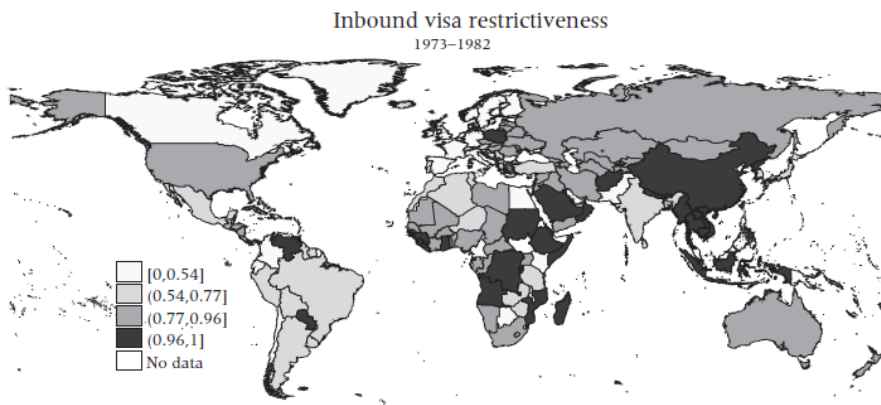 Inbound visa restrictiveness
1973–1982
[0,0.54]
(0.54,0.77]
(0.77,0.96]
(0.96,1]
No data